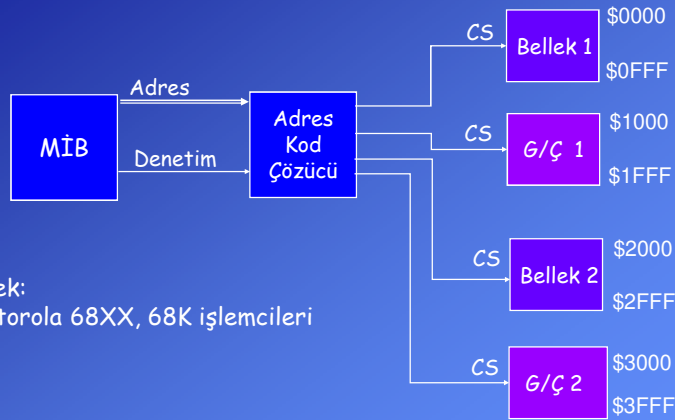 $0000
CS
Bellek 1
$0FFF
Adres
MİB
Denetim
Adres
Kod
Çözücü
$1000
CS
G/Ç 1
$1FFF
$2000
CS
Bellek 2
$2FFF
ek:
torola 68XX, 68K işlemcileri
$3000
CS
G/Ç 2
$3FFF